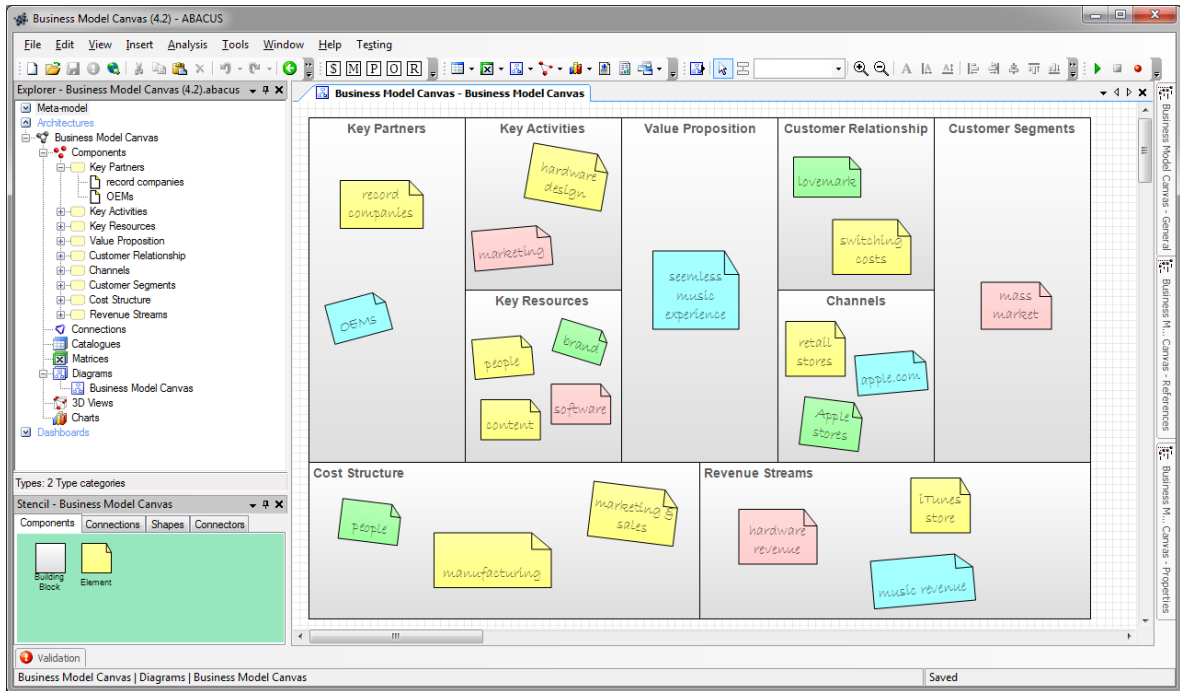 Business Model Canvas (4.2) - ABACUS
File Edit View Insert Analysis Tools Window Help Testing
S M P O R
Explorer - Business Model Canvas (4.2).abacus
Meta-model
Architectures
Business Model Canvas
Components
Key Partners
record companies
OEMs
Key Activities
Key Resources
Value Proposition
Customer Relationship
Channels
Customer Segments
Cost Structure
Revenue Streams
Connections
Catalogues
Matrices
Diagrams
Business Model Canvas
3D Views
Charts
Dashboards
Types: 2 Type categories
Stencil - Business Model Canvas
Components Connections Shapes Connectors
Building
Block
Element
Business Model Canvas - Business Model Canvas
Key Partners
record
companies
OEMS
Key Activities
hardware
design
marketing
Key Resources
people
brand
content
software
Value Proposition
seemless
music
experience
Customer Relationship
lovemark
switching
costs
Channels
retail
stores
apple.com
Apple
stores
Customer Segments
mass
market
Cost Structure
people
manufacturing
marketing &
sales
Revenue Streams
hardware
revenue
iTunes
store
music revenue
Business Model Canvas - General
Business M... Canvas - References
Business M... Canvas - Properties
Validation
Business Model Canvas | Diagrams | Business Model Canvas
Saved